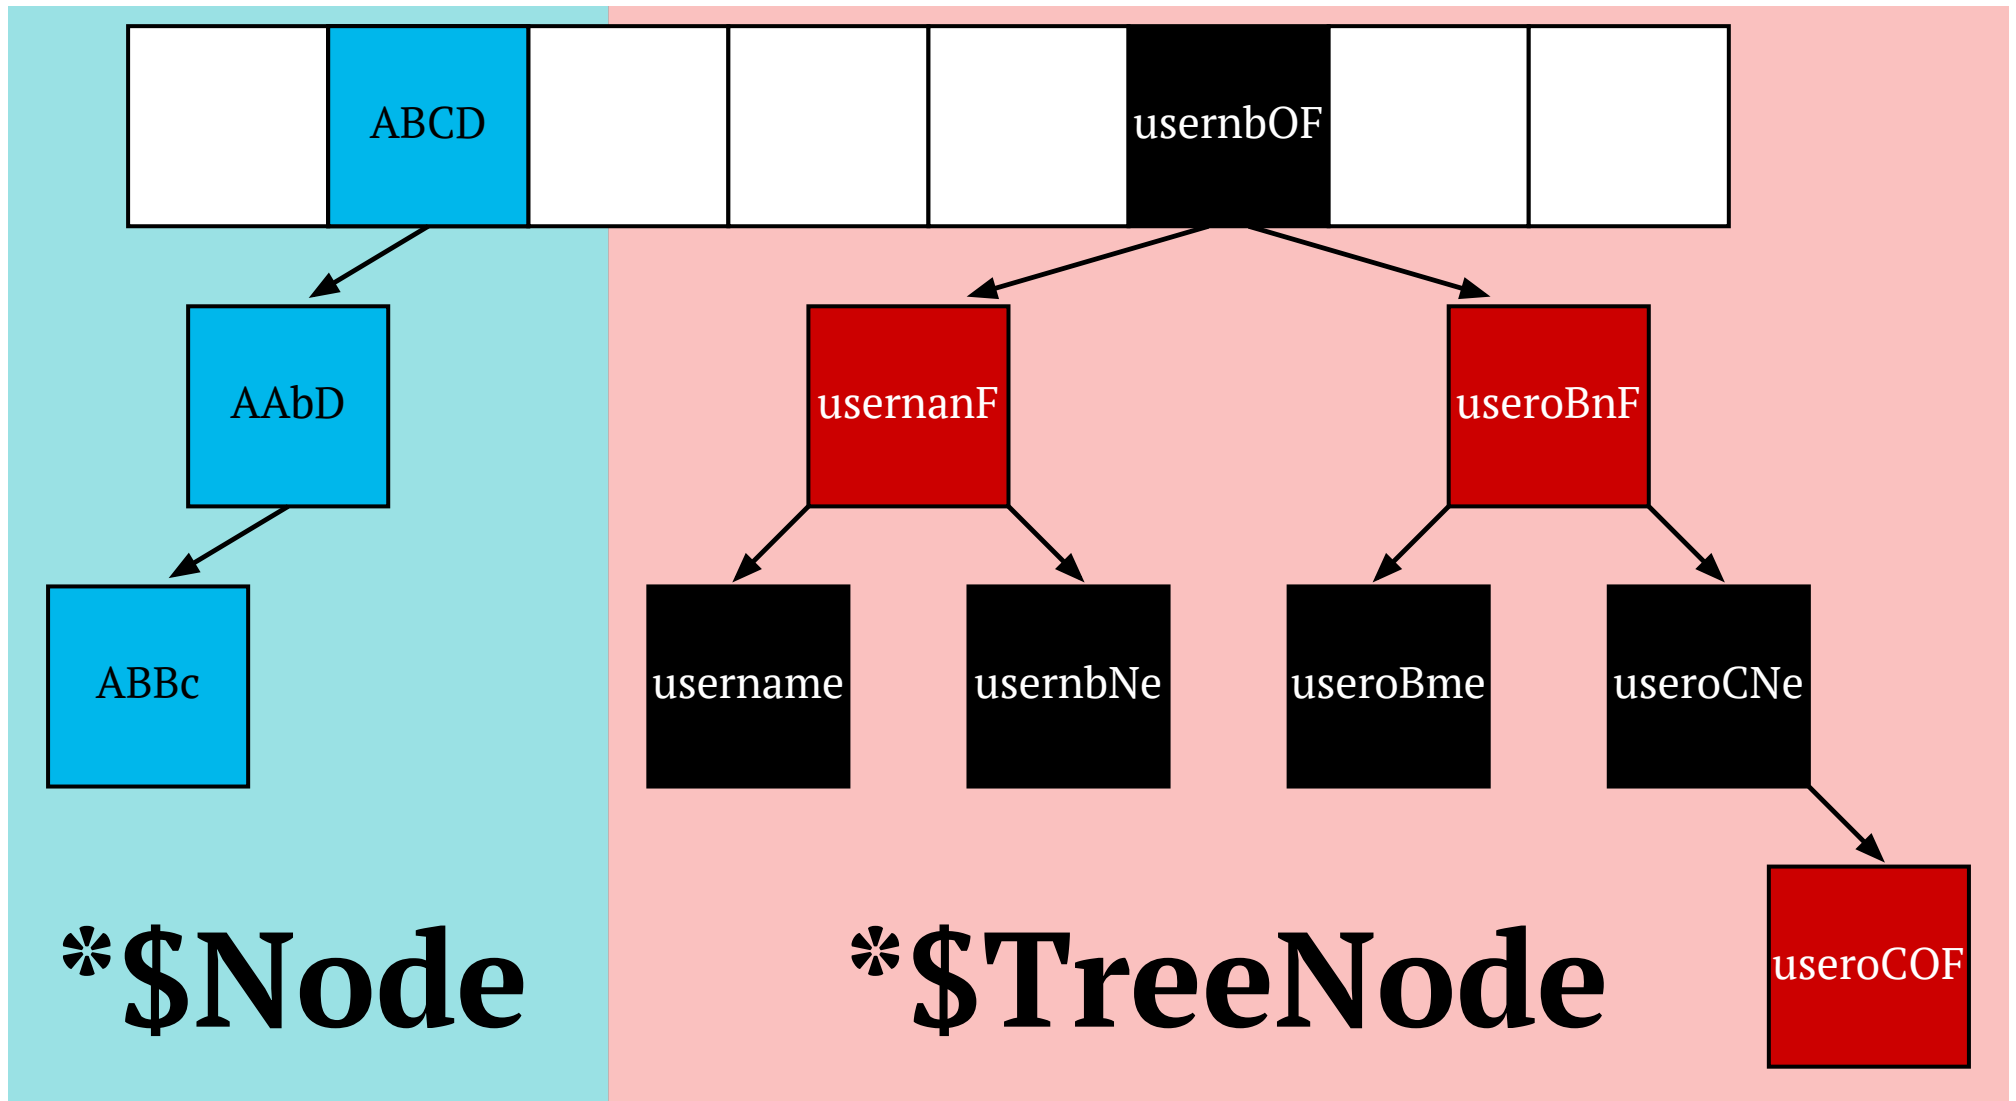 ABCD
usernbOF
AAbD
usernanF
useroBnF
ABBc
username
usernbNe
useroBme
useroCNe
*$Node
*$TreeNode
useroCOF